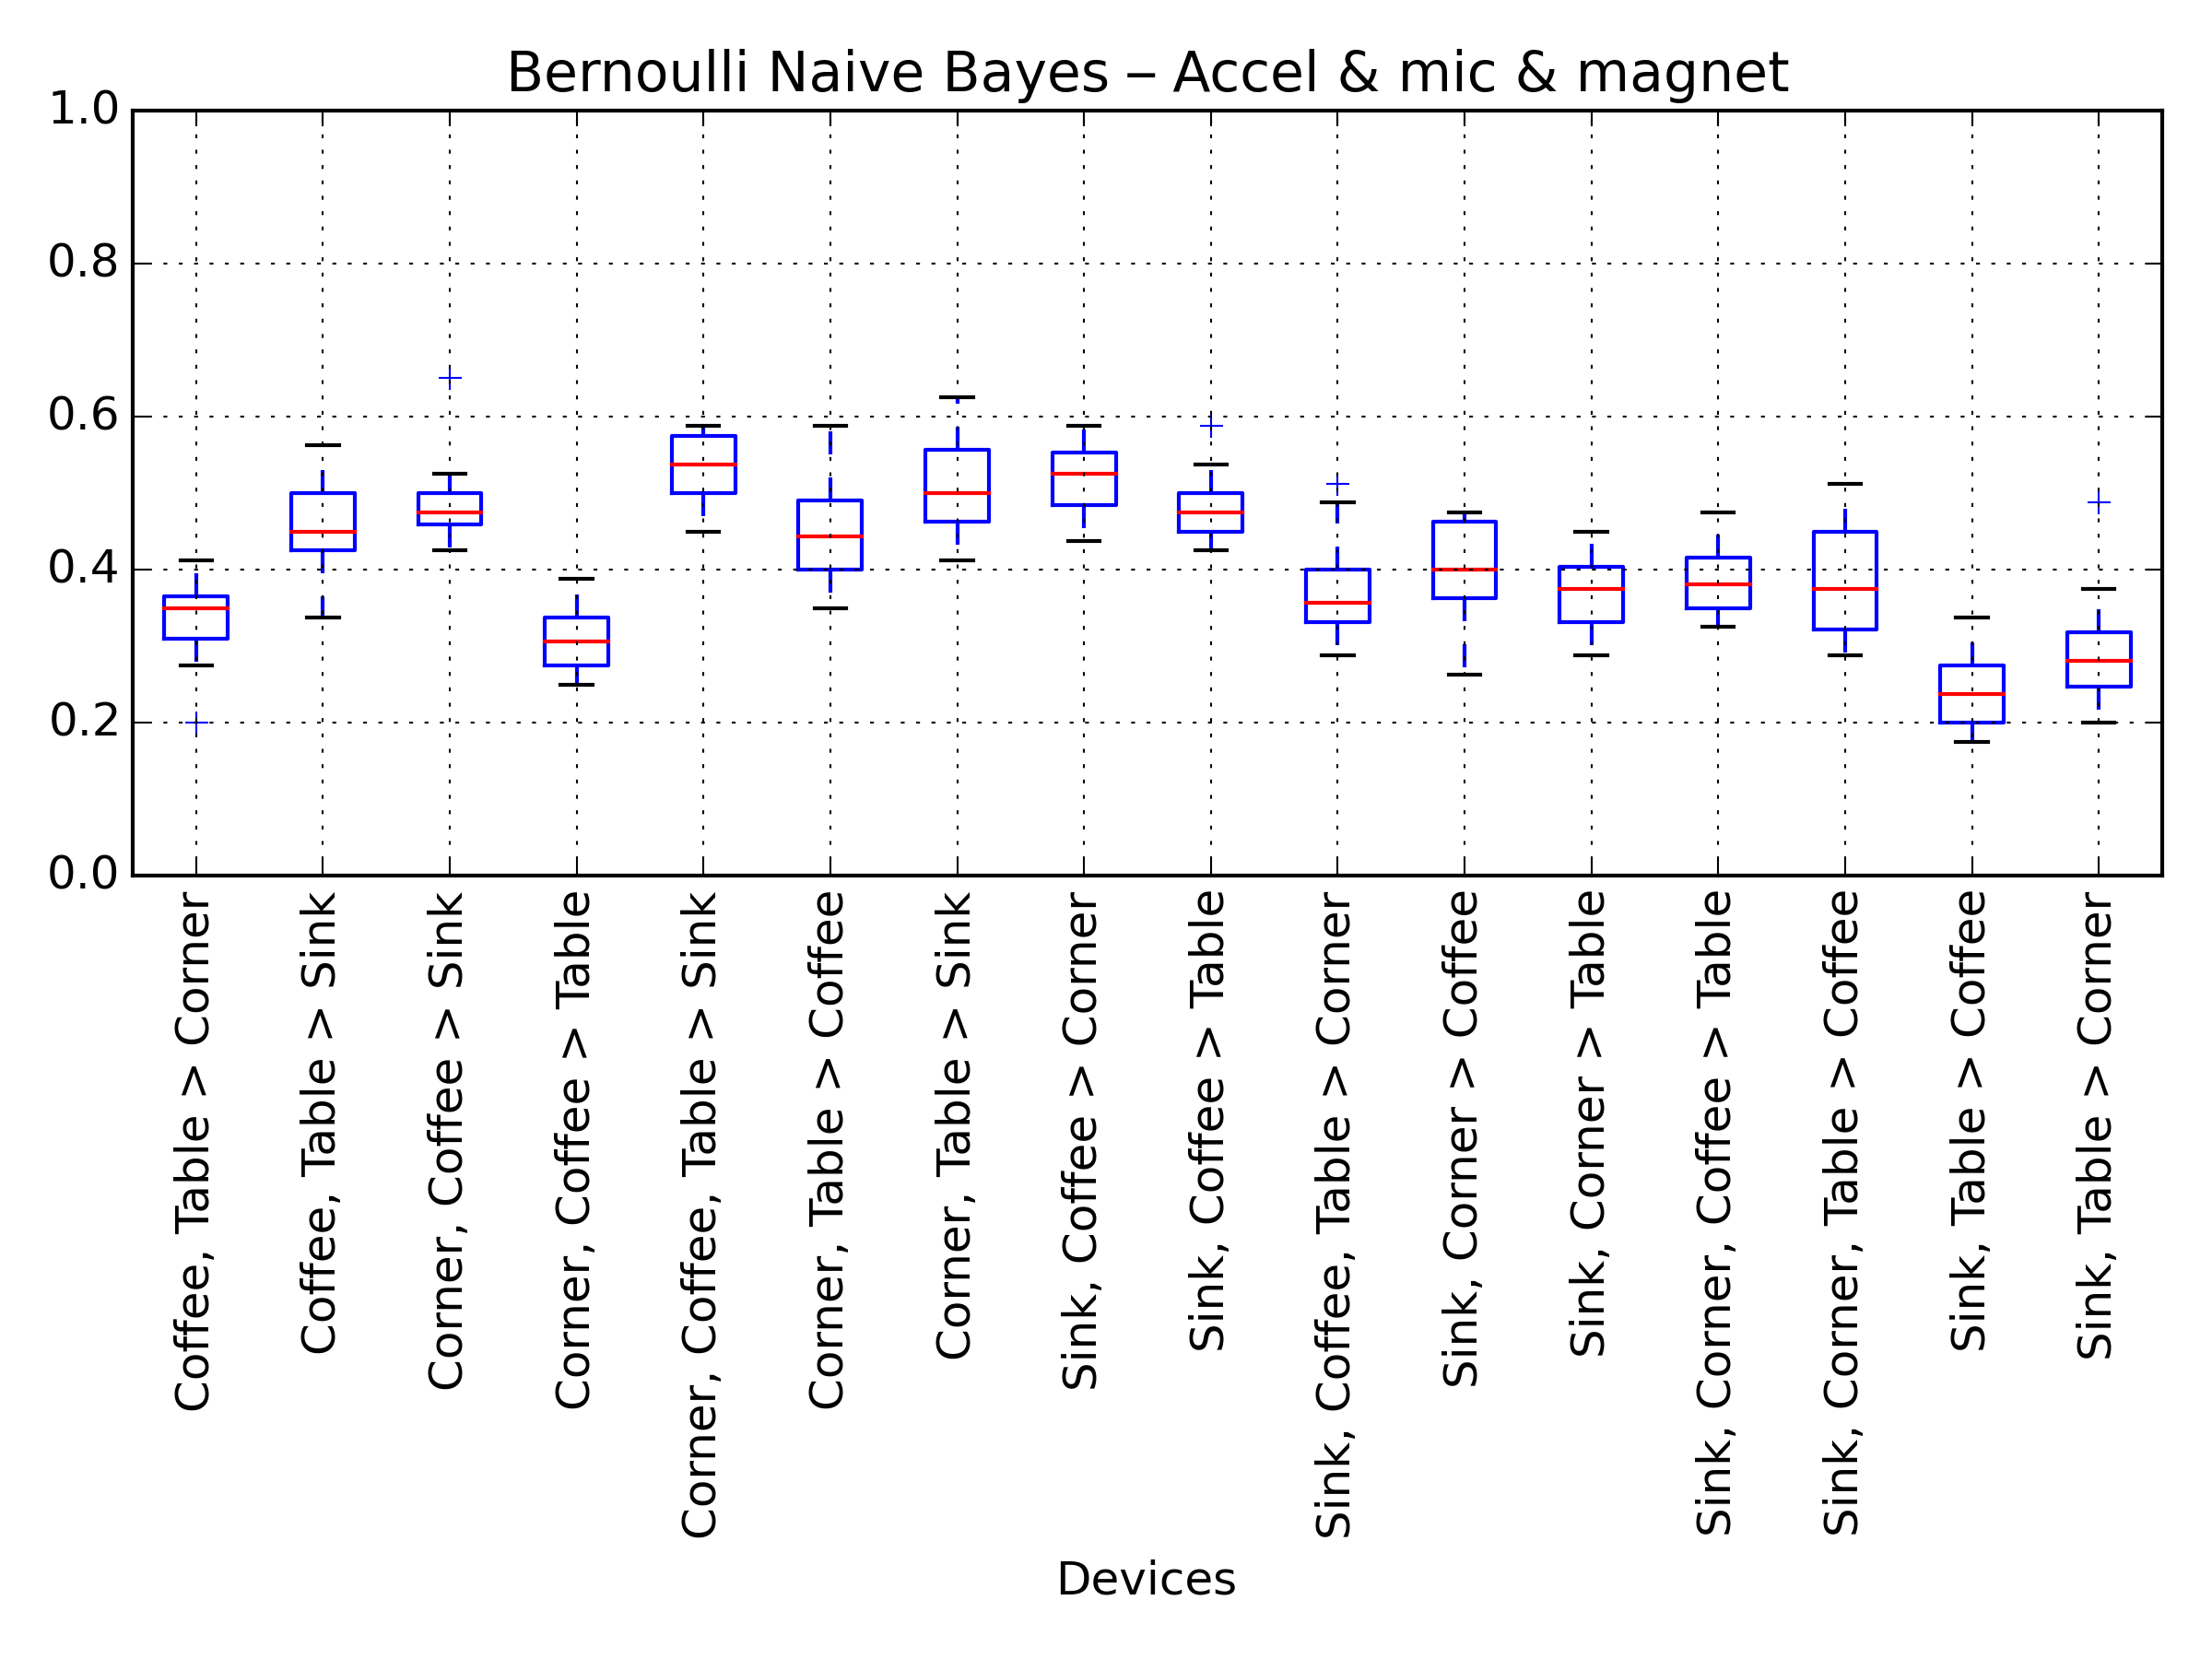 Bernoulli Naive Bayes – Accel & mic & magnet
1.0
0.8
0.6
0.4
0.2
0.0
Coffee, Table > Corner
Coffee, Table > Sink
Corner, Coffee > Sink
Corner, Coffee > Table
Corner, Coffee, Table > Sink
Corner, Table > Coffee
Corner, Table > Sink
Sink, Coffee > Corner
Sink, Coffee > Table
Sink, Coffee, Table > Corner
Sink, Corner > Coffee
Sink, Corner > Table
Sink, Corner, Coffee > Table
Sink, Corner, Table > Coffee
Sink, Table > Coffee
Sink, Table > Corner
Devices